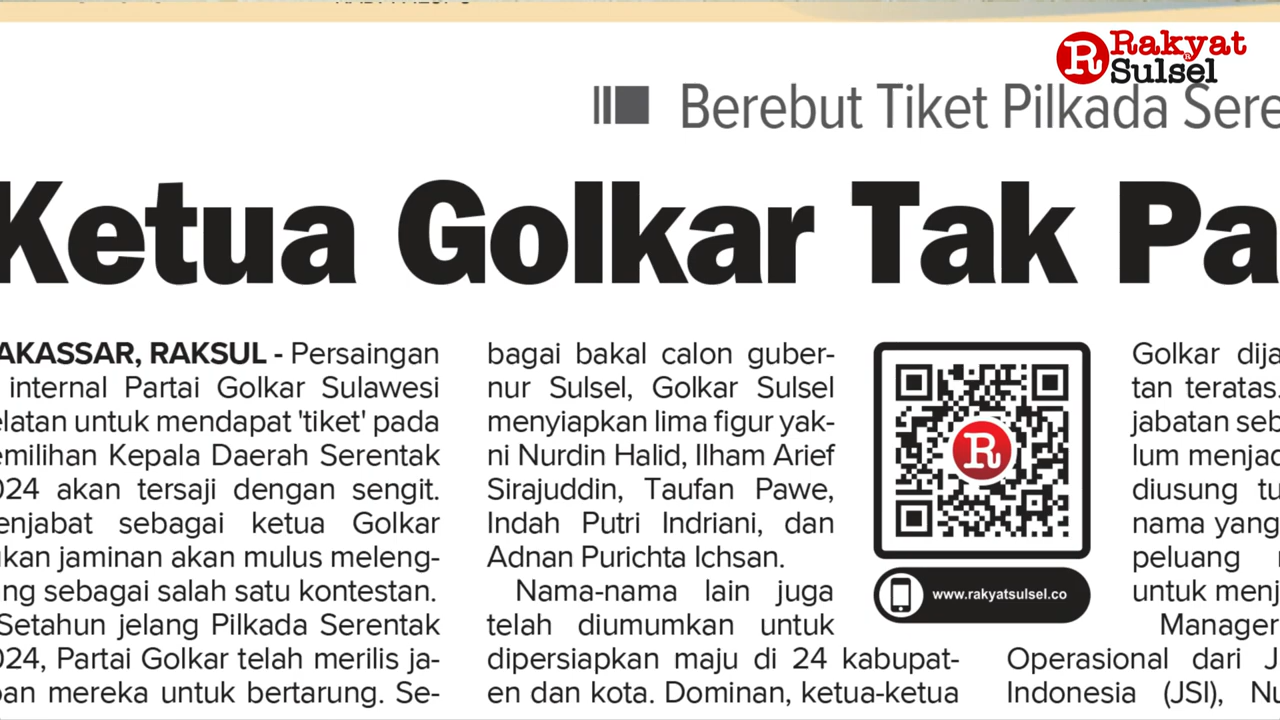 Rakyat
Sulsel
Berebut Tiket Pilkada Sere
Ketua Golkar Tak Pa
AKASSAR, RAKSUL - Persaingan
internal Partai Golkar Sulawesi
elatan untuk mendapat 'tiket' pada
emilihan Kepala Daerah Serentak
024 akan tersaji dengan sengit.
enjabat sebagai ketua Golkar
ukan jaminan akan mulus meleng-
ng sebagai salah satu kontestan.
Setahun jelang Pilkada Serentak
024, Partai Golkar telah merilis ja-
oan mereka untuk bertarung. Se-
bagai bakal calon guber-
nur Sulsel, Golkar Sulsel
menyiapkan lima figur yak-
ni Nurdin Halid, Ilham Arief
Sirajuddin, Taufan Pawe,
Indah Putri Indriani, dan
Adnan Purichta Ichsan.
Nama-nama lain juga
telah diumumkan untuk
dipersiapkan maju di 24 kabupat-
en dan kota. Dominan, ketua-ketua
R
www.rakyatsulsel.co
Golkar dija
tan teratas.
jabatan seb
lum menjad
diusung tu
nama yang
peluang
untuk menj
Manager
Operasional dari J
Indonesia (JSI), Nu